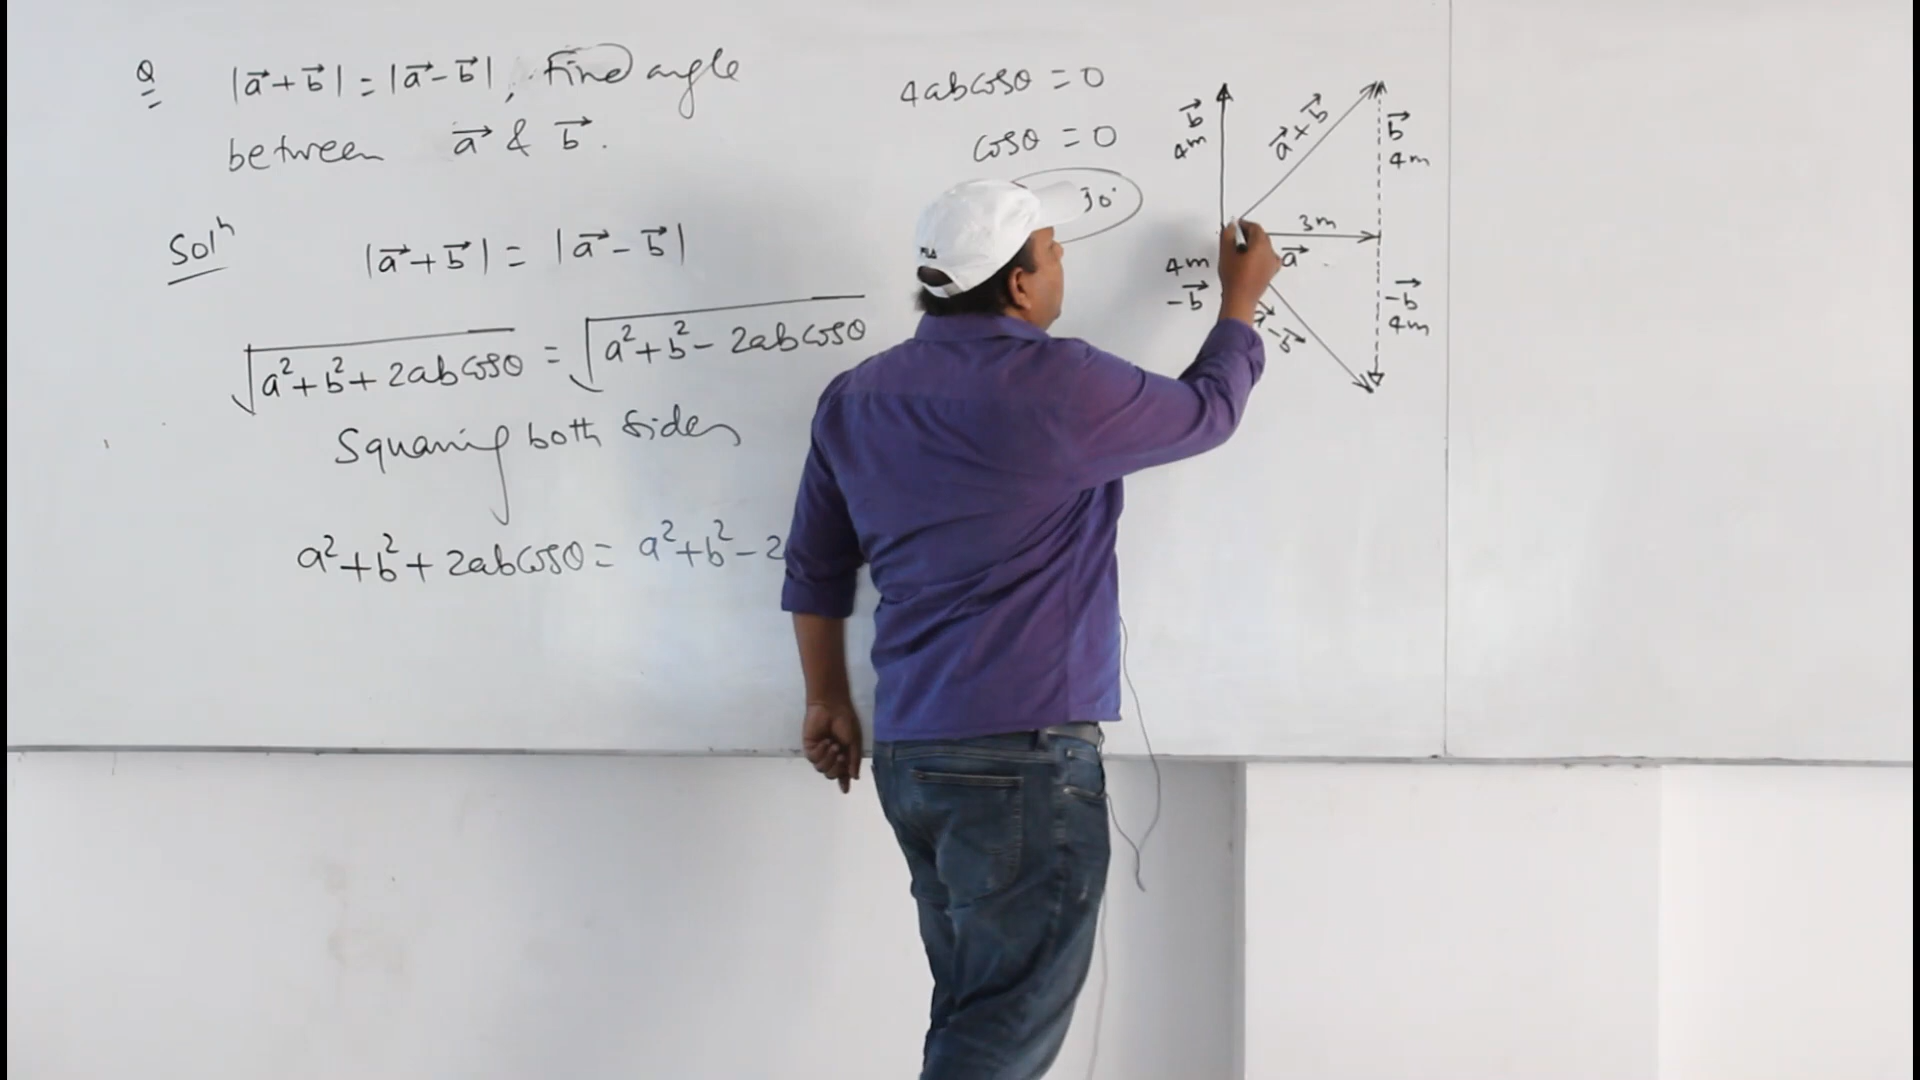 Q |a⃗+b⃗| = |a⃗-b⃗|, Find angle
between a⃗ & b⃗.
Solⁿ
|a⃗+b⃗| = |a⃗-b⃗|
√(a²+b²+2abcosθ) = √(a²+b²-2abcosθ)
Squaring both sides
a²+b²+2abcosθ = a²+b²-2
4abcosθ = 0
cosθ = 0
b⃗
4m
a⃗+b⃗
b⃗
4m
3m
a⃗
4m
-b⃗
a⃗-b⃗
-b⃗
4m
FILA